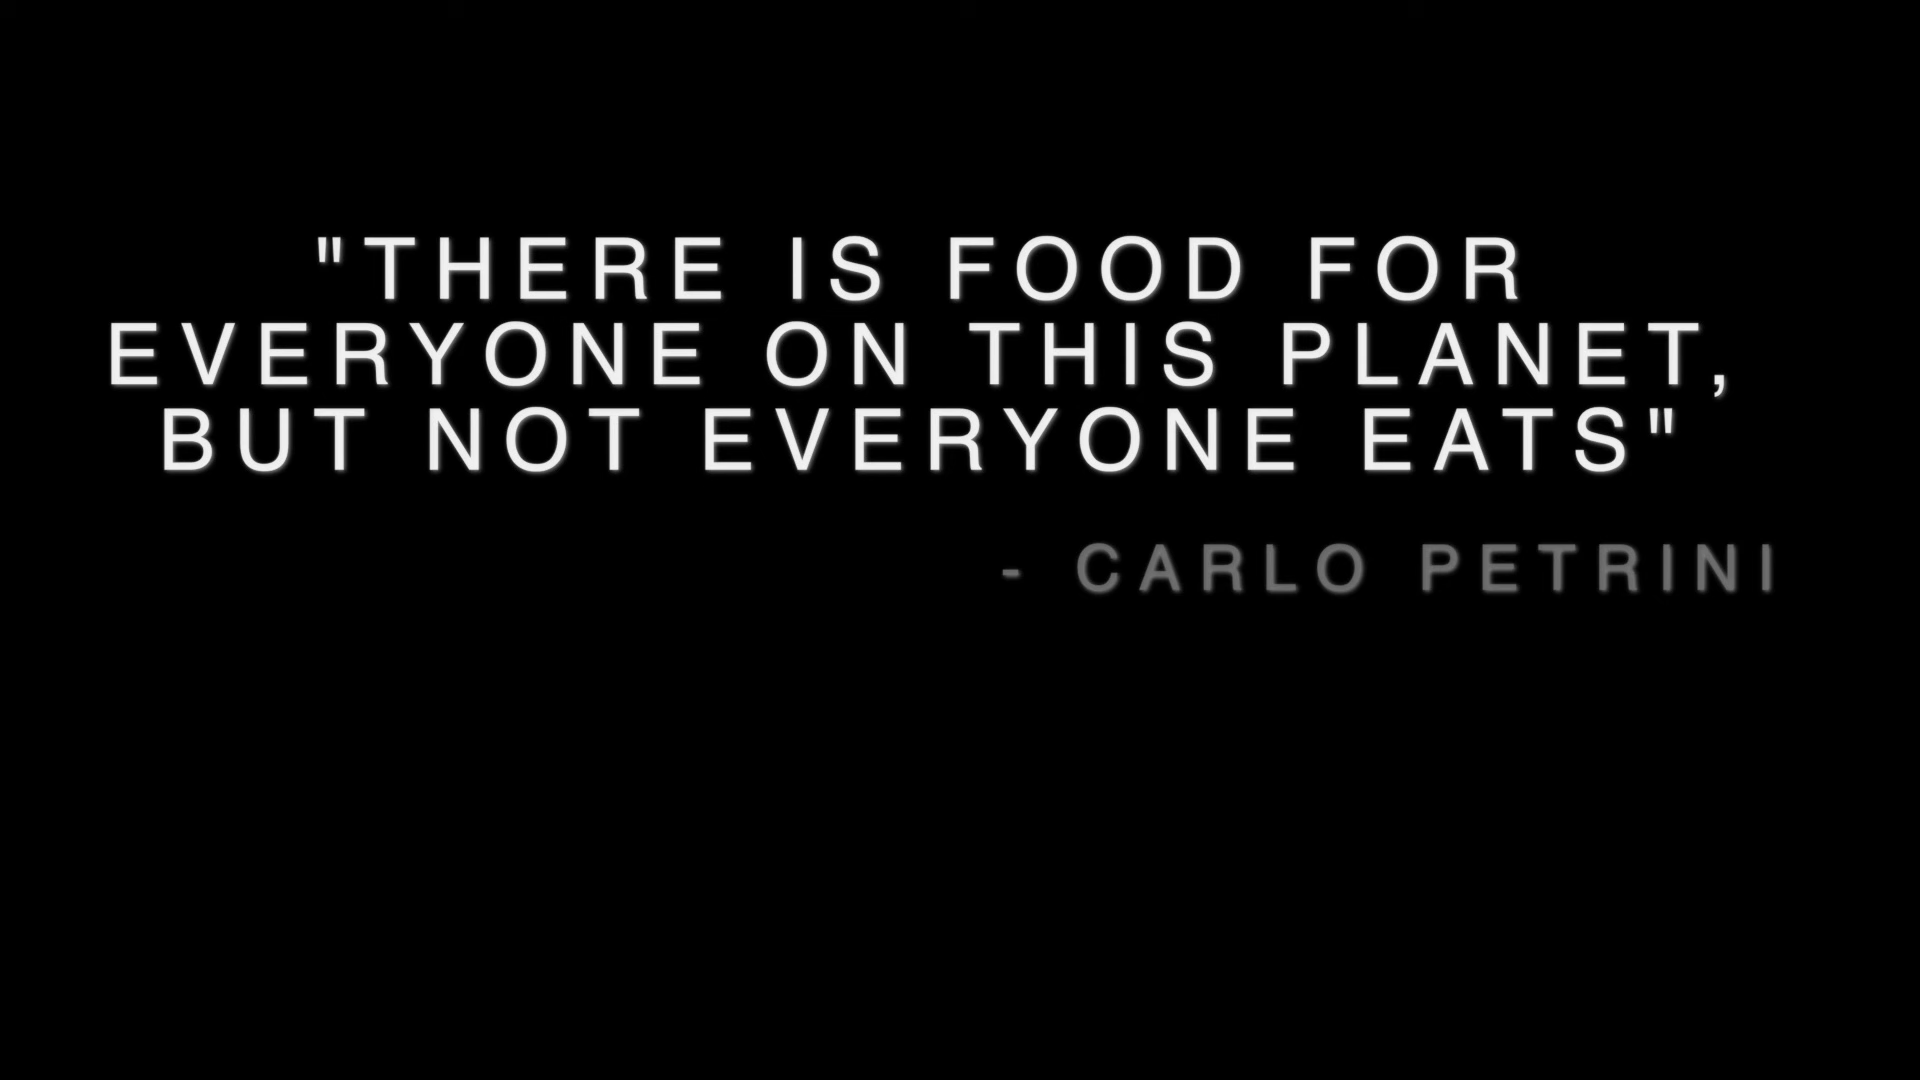 "THERE IS FOOD FOR
EVERYONE ON THIS PLANET,
BUT NOT EVERYONE EATS"
- CARLO PETRINI